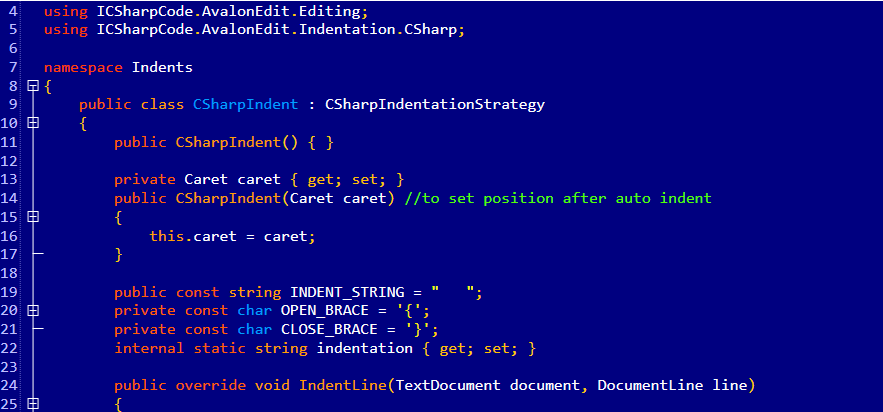 4 using ICSharpCode.AvalonEdit.Editing;
5 using ICSharpCode.AvalonEdit.Indentation.CSharp;
6
7 namespace Indents
8 {
9     public class CSharpIndent : CSharpIndentationStrategy
10     {
11         public CSharpIndent() { }
12
13         private Caret caret { get; set; }
14         public CSharpIndent(Caret caret) //to set position after auto indent
15         {
16             this.caret = caret;
17         }
18
19         public const string INDENT_STRING = "   ";
20         private const char OPEN_BRACE = '{';
21         private const char CLOSE_BRACE = '}';
22         internal static string indentation { get; set; }
23
24         public override void IndentLine(TextDocument document, DocumentLine line)
25         {